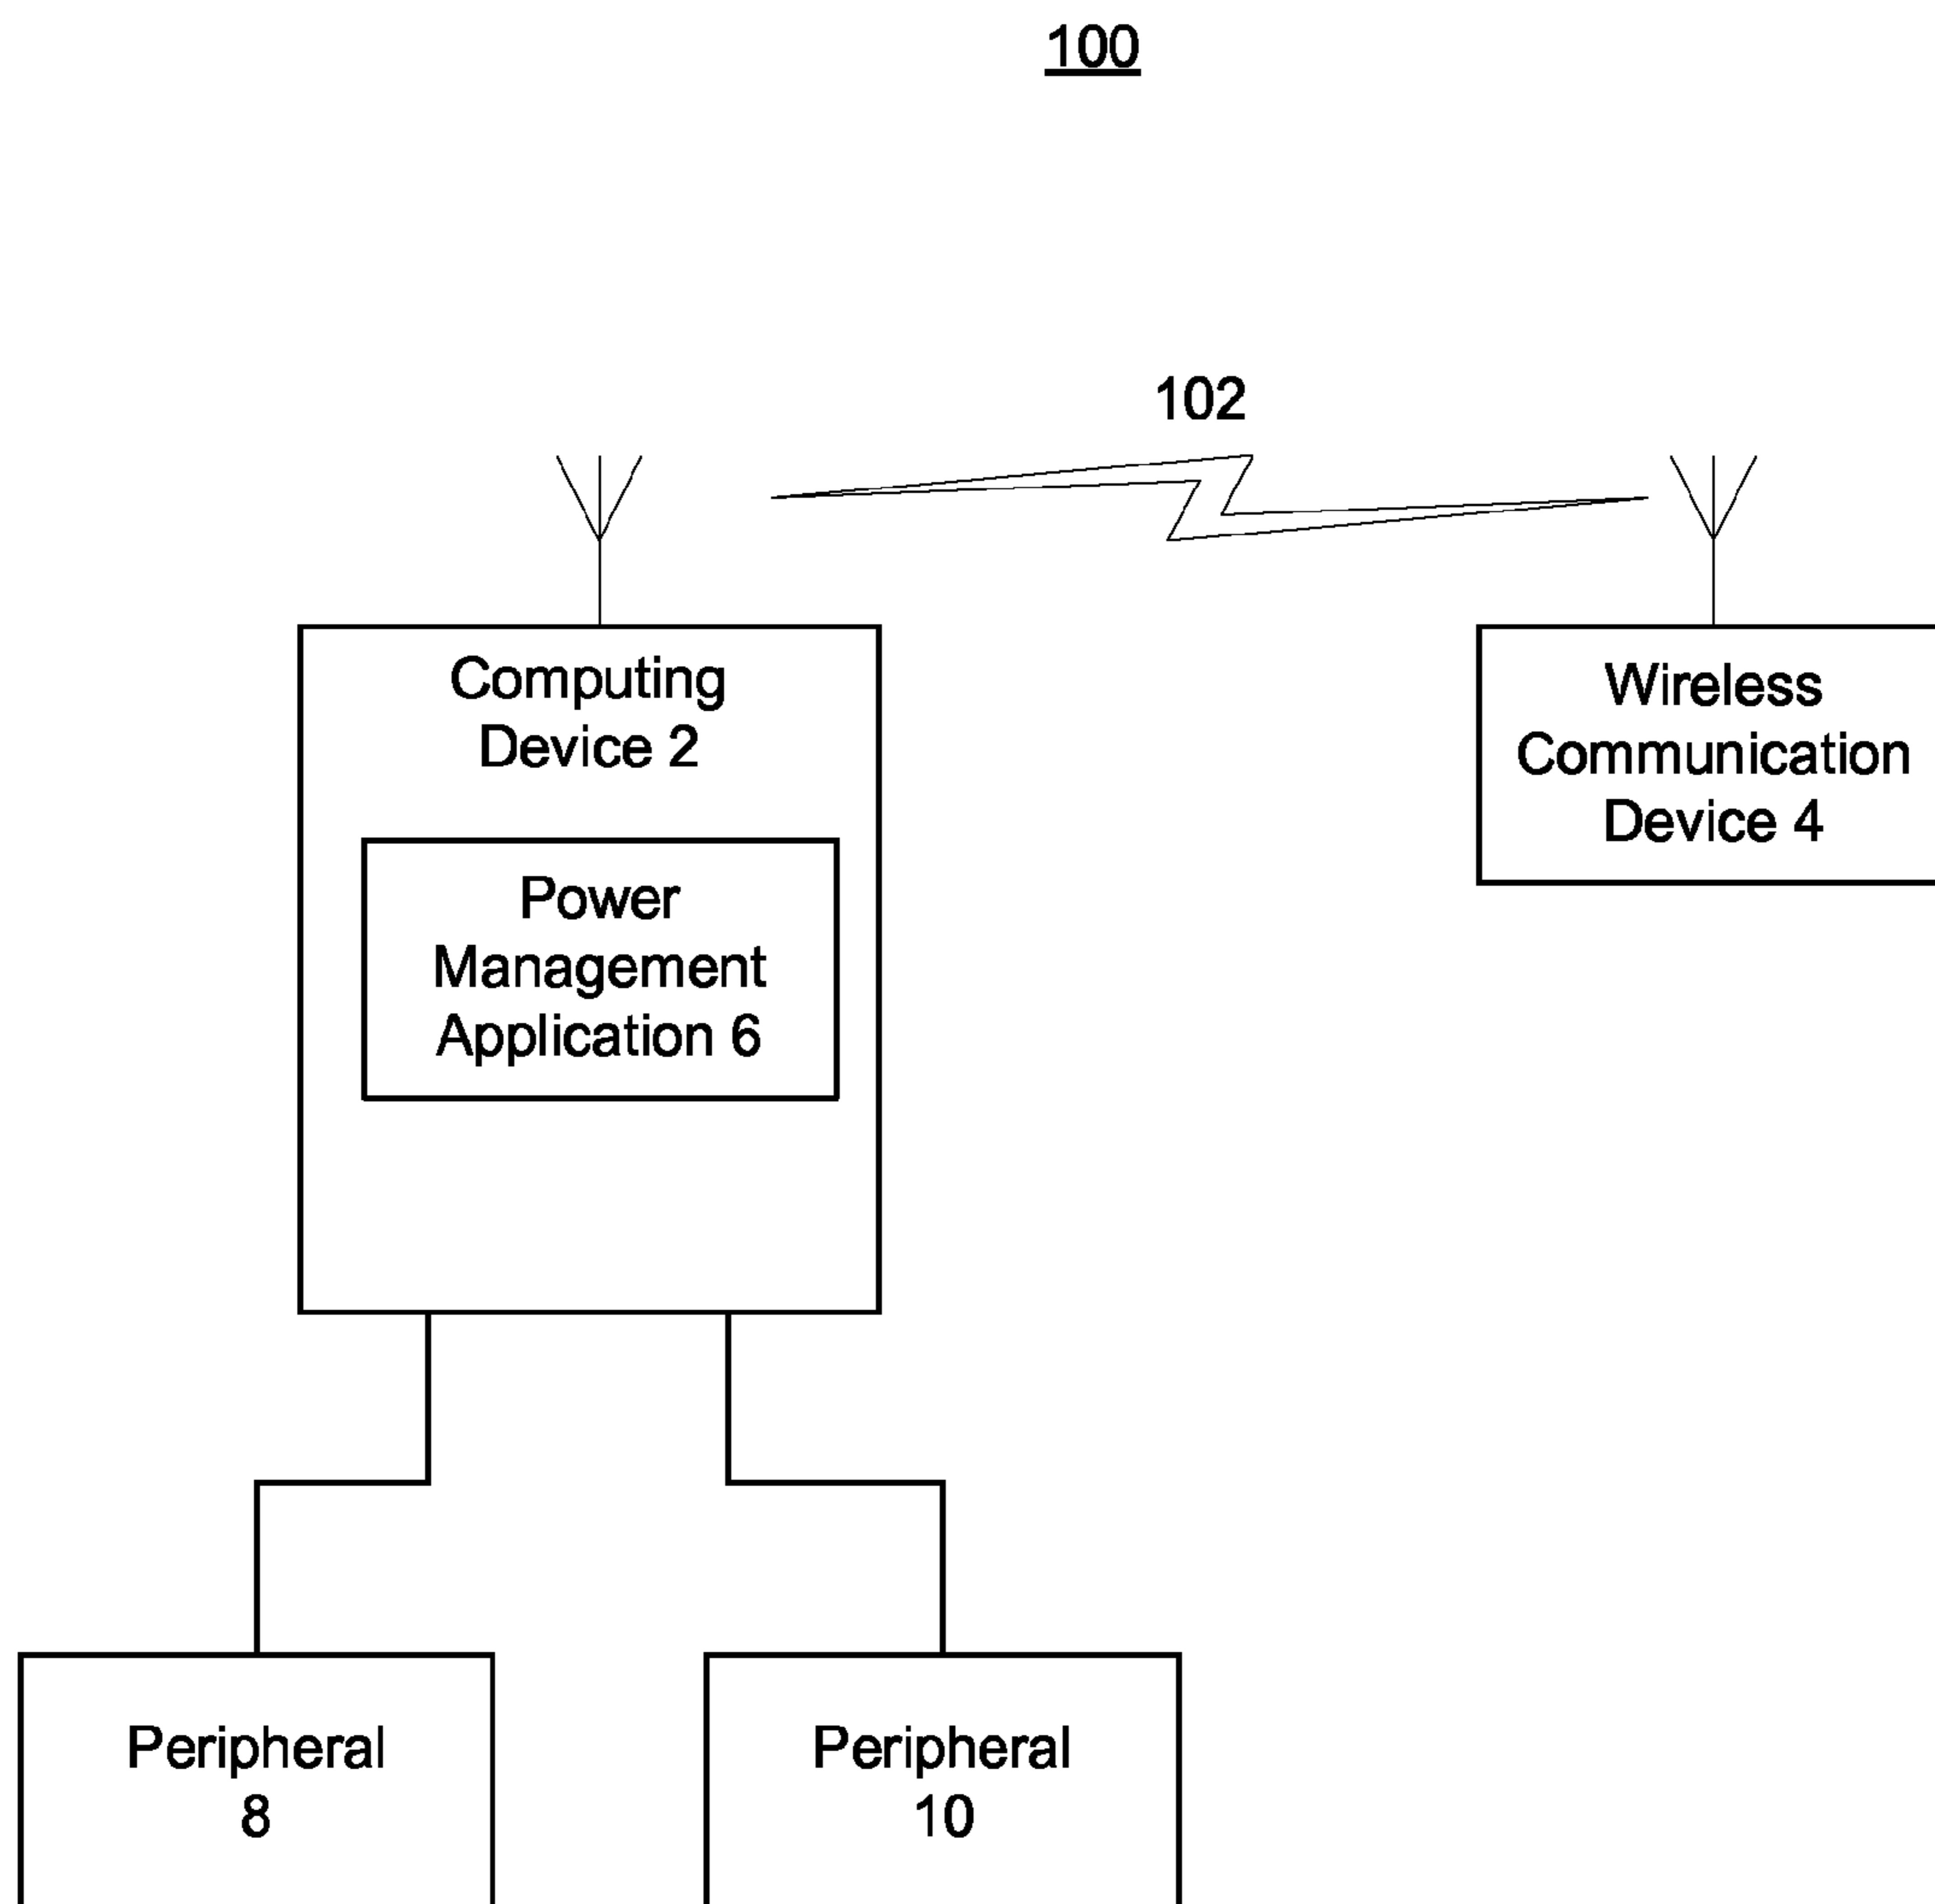 100
102
Computing
Device 2
Wireless
Communication
Device 4
Power
Management
Application 6
Peripheral
8
Peripheral
10